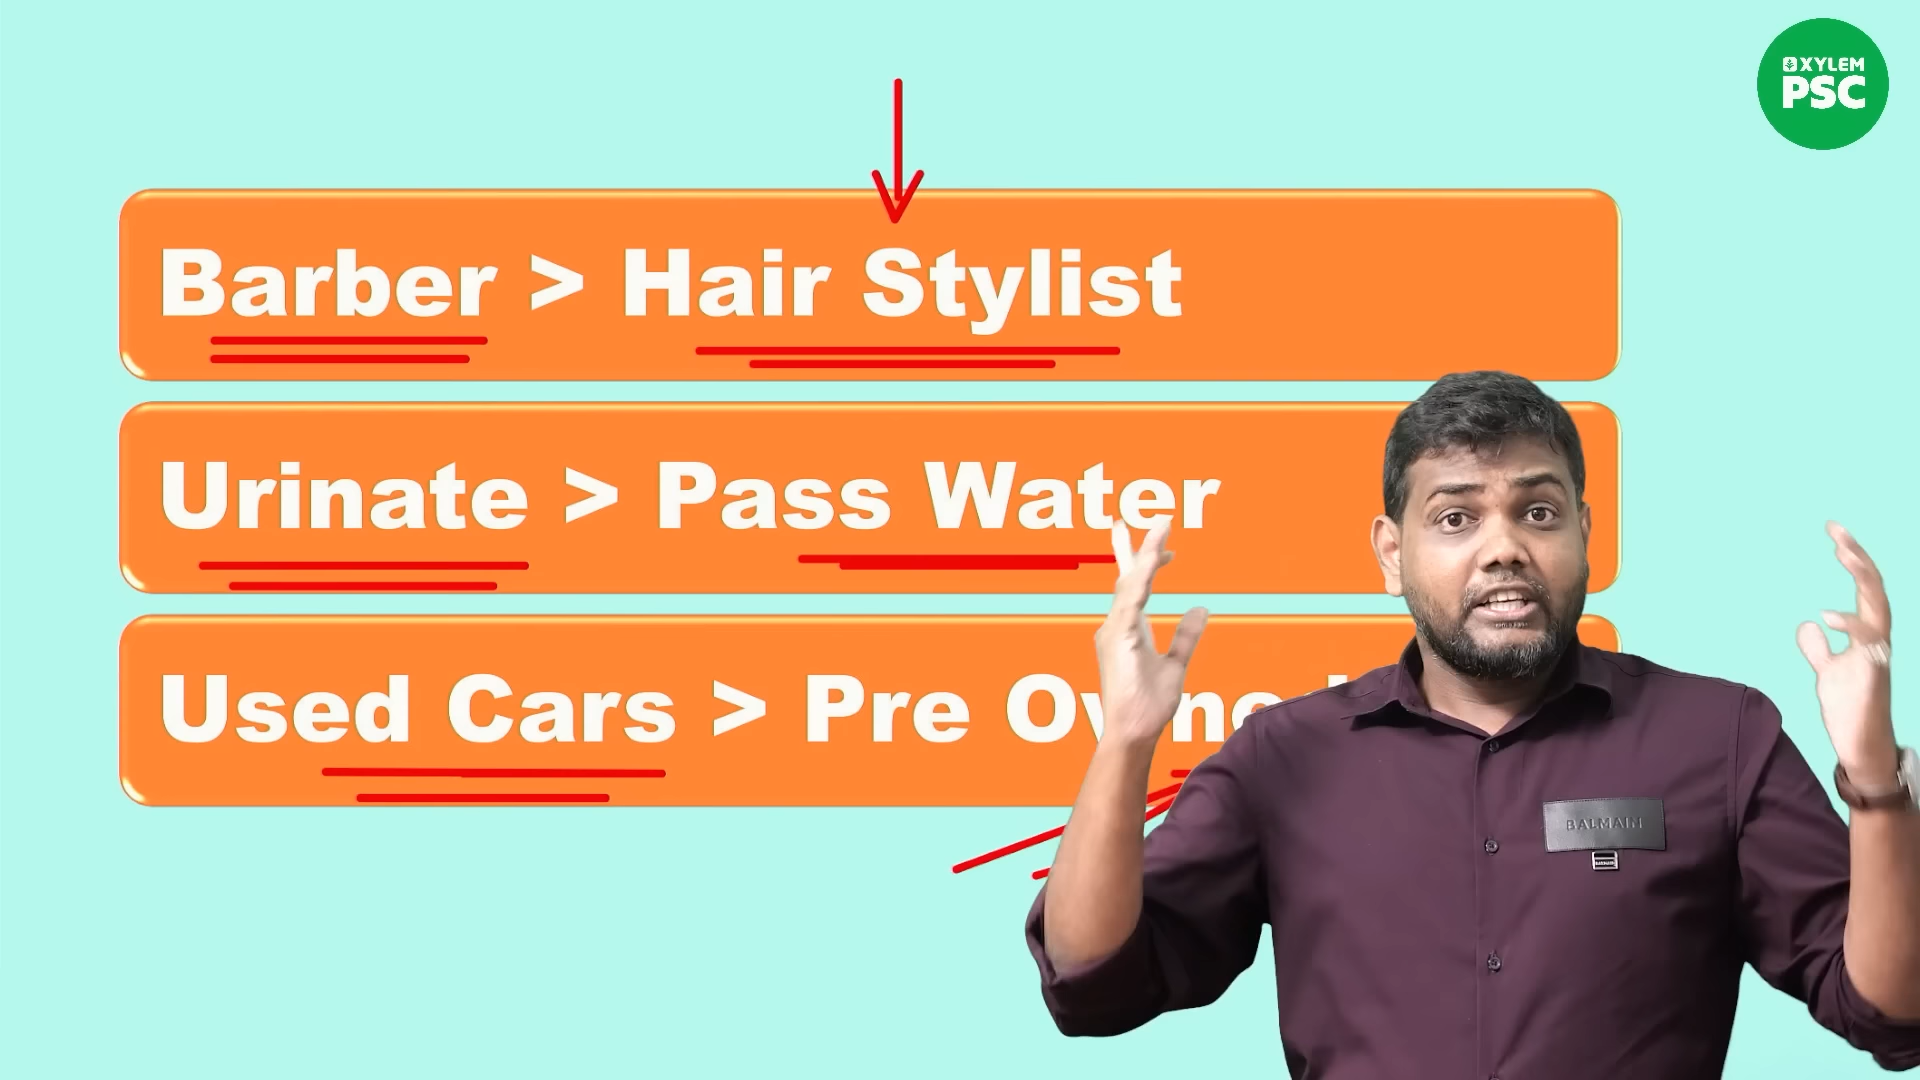 XYLEM
PSC
Barber > Hair Stylist
Urinate > Pass Water
Used Cars > Pre
BALMAIN